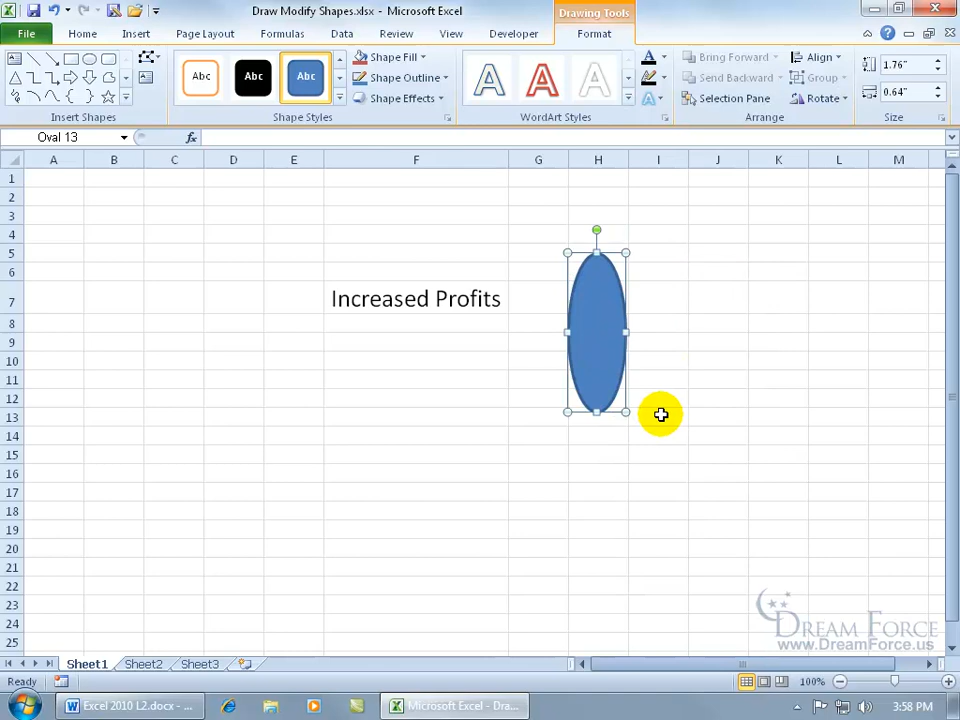 Draw Modify Shapes.xlsx - Microsoft Excel
Drawing Tools
File Home Insert Page Layout Formulas Data Review View Developer Format
Abc Abc Abc
Shape Fill
Shape Outline
Shape Effects
A A A
A
A
A
Bring Forward
Send Backward
Selection Pane
Align
Group
Rotate
1.76"
0.64"
Insert Shapes Shape Styles WordArt Styles Arrange Size
Oval 13 fx
A B C D E F G H I J K L M
1
2
3
4
5
6
7 Increased Profits
8
9
10
11
12
13
14
15
16
17
18
19
20
21
22
23
24
25
DREAM FORCE
www.DreamForce.us
Sheet1 Sheet2 Sheet3
Ready 100%
Excel 2010 L2.docx - ... Microsoft Excel - Dra... 3:58 PM